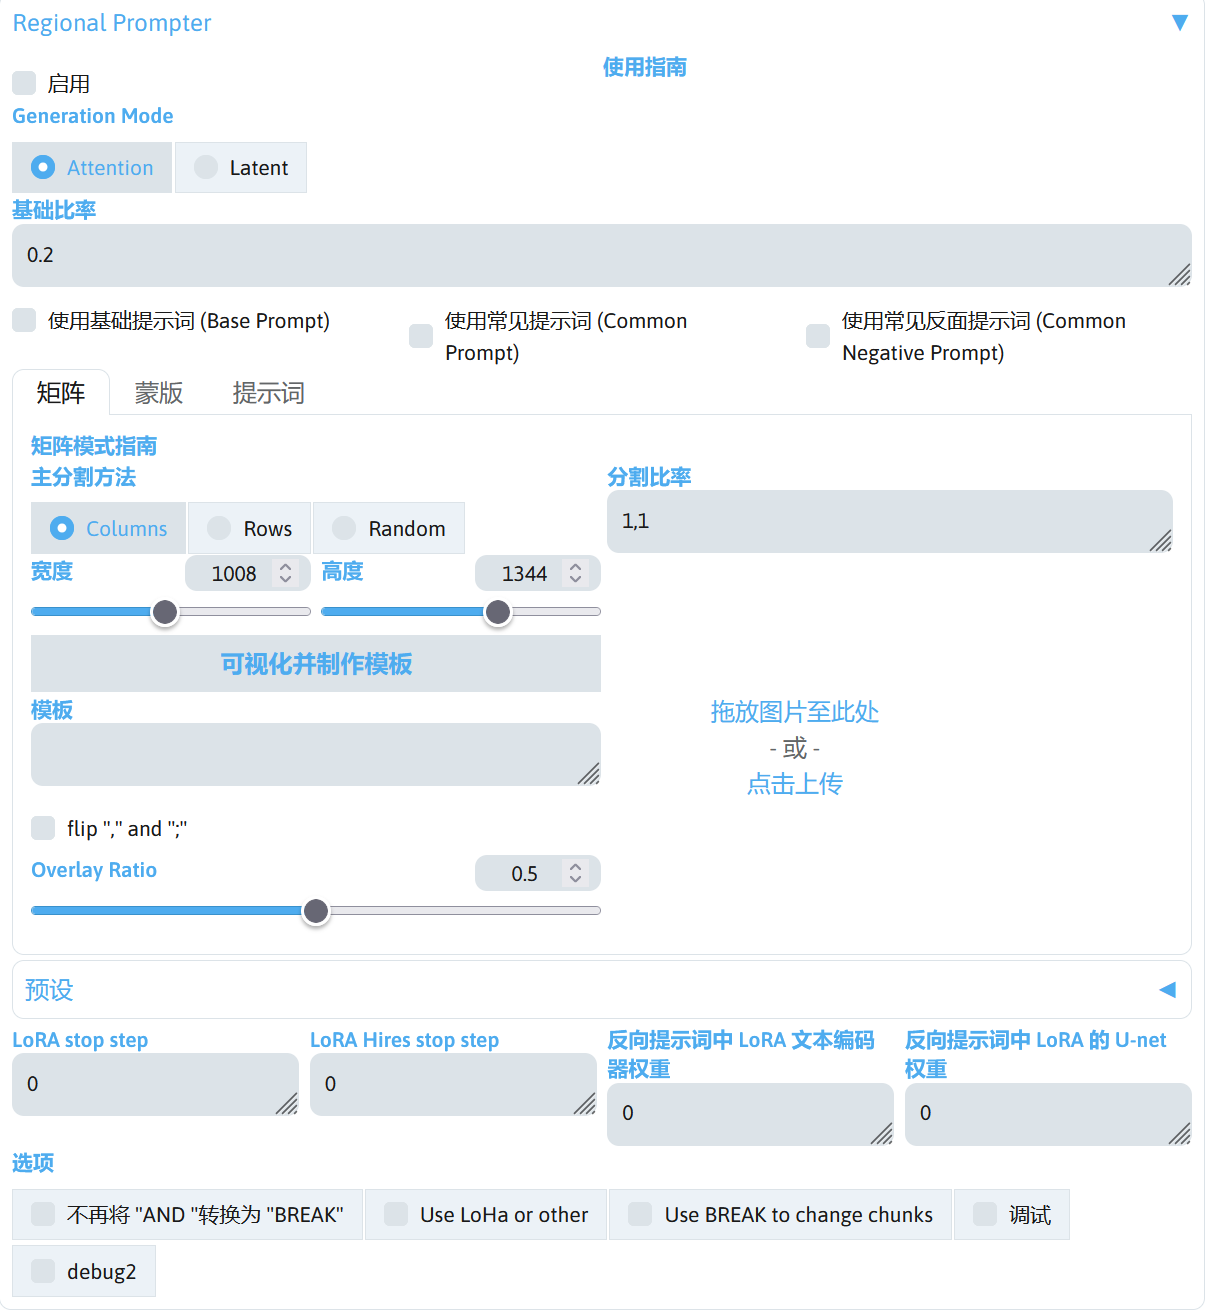 Regional Prompter
使用指南
启用
Generation Mode
Attention
Latent
基础比率
0.2
使用基础提示词 (Base Prompt)
使用常见提示词 (Common
Prompt)
使用常见反面提示词 (Common
Negative Prompt)
矩阵
蒙版
提示词
矩阵模式指南
主分割方法
分割比率
Columns
Rows
Random
1,1
宽度
1008
高度
1344
可视化并制作模板
模板
拖放图片至此处
- 或 -
点击上传
flip "," and ";"
Overlay Ratio
0.5
预设
LoRA stop step
0
LoRA Hires stop step
0
反向提示词中 LoRA 文本编码
器权重
0
反向提示词中 LoRA 的 U-net
权重
0
选项
不再将 "AND "转换为 "BREAK"
Use LoHa or other
Use BREAK to change chunks
调试
debug2